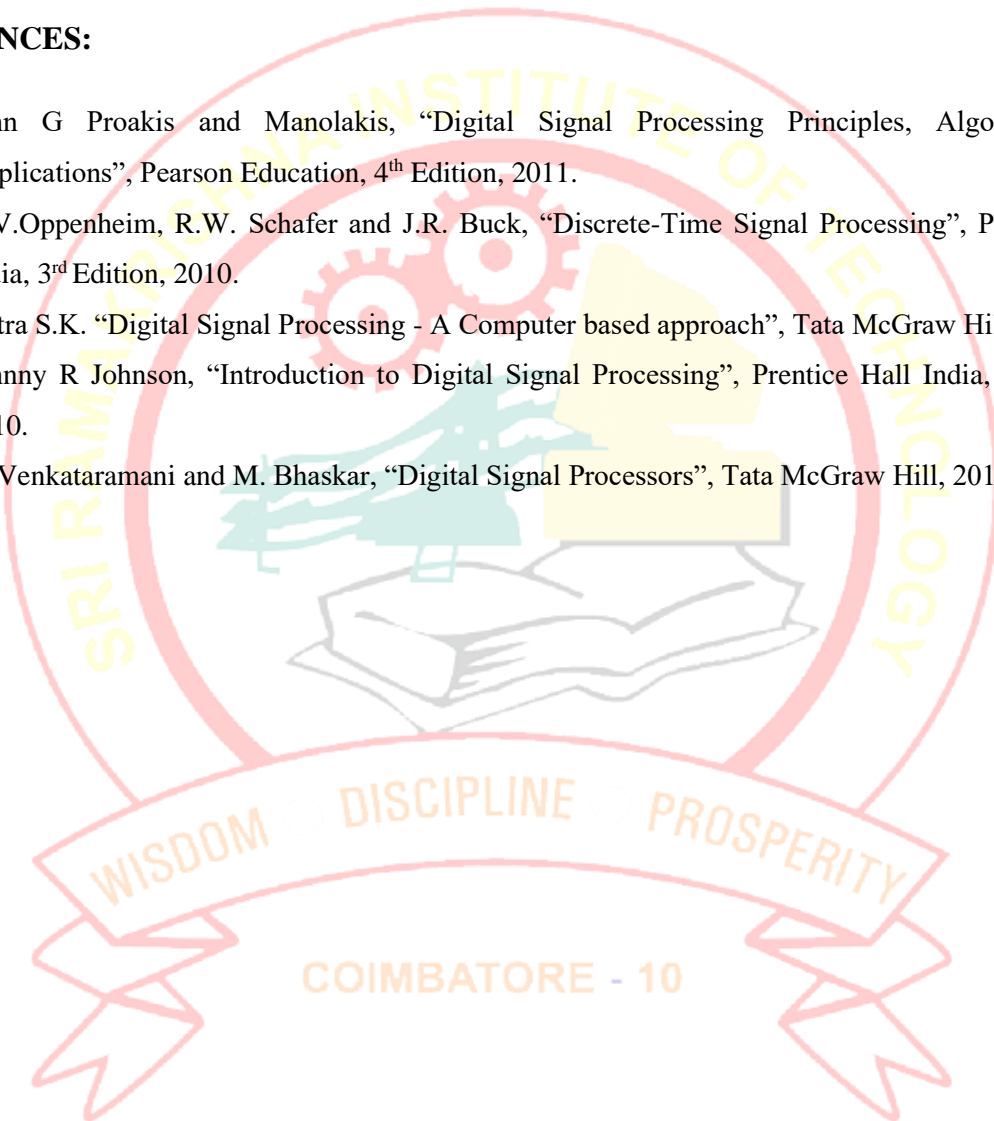 NCES:
nn G Proakis and Manolakis, “Digital Signal Processing Principles, Algo
plications”, Pearson Education, 4th Edition, 2011.
V.Oppenheim, R.W. Schafer and J.R. Buck, “Discrete-Time Signal Processing”, P
lia, 3rd Edition, 2010.
tra S.K. “Digital Signal Processing - A Computer based approach”, Tata McGraw Hi
nny R Johnson, “Introduction to Digital Signal Processing”, Prentice Hall India,
10.
Venkataramani and M. Bhaskar, “Digital Signal Processors”, Tata McGraw Hill, 201
SRI RAMAKRISHNA INSTITUTE OF TECHNOLOGY
WISDOM DISCIPLINE PROSPERITY
COIMBATORE - 10